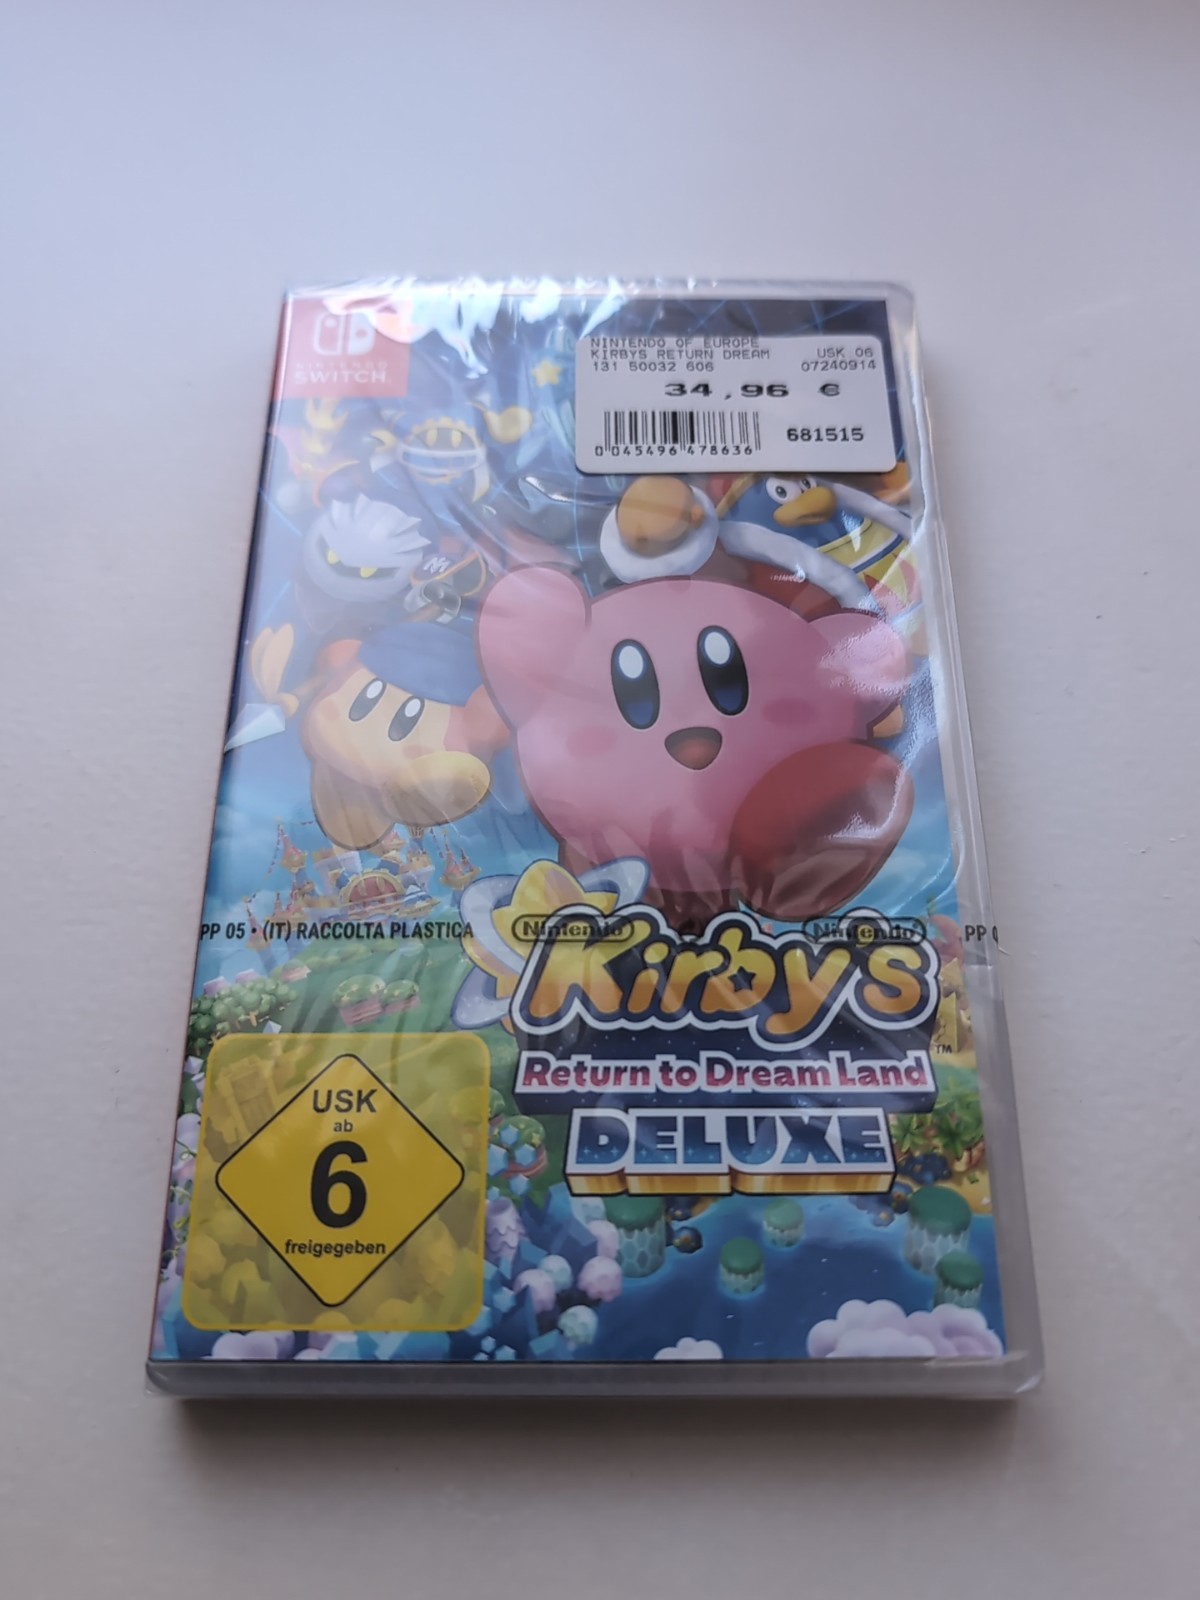 NINTENDO
SWITCH
NINTENDO OF EUROPE
KIRBYS RETURN DREAM USK 06
131 50032 606 07240914
34,96 €
0 045496 478636
681515
PP 05 • (IT) RACCOLTA PLASTICA Nintendo Nintendo PP
Kirby's
Return to Dream Land
DELUXE
TM
USK
ab
6
freigegeben